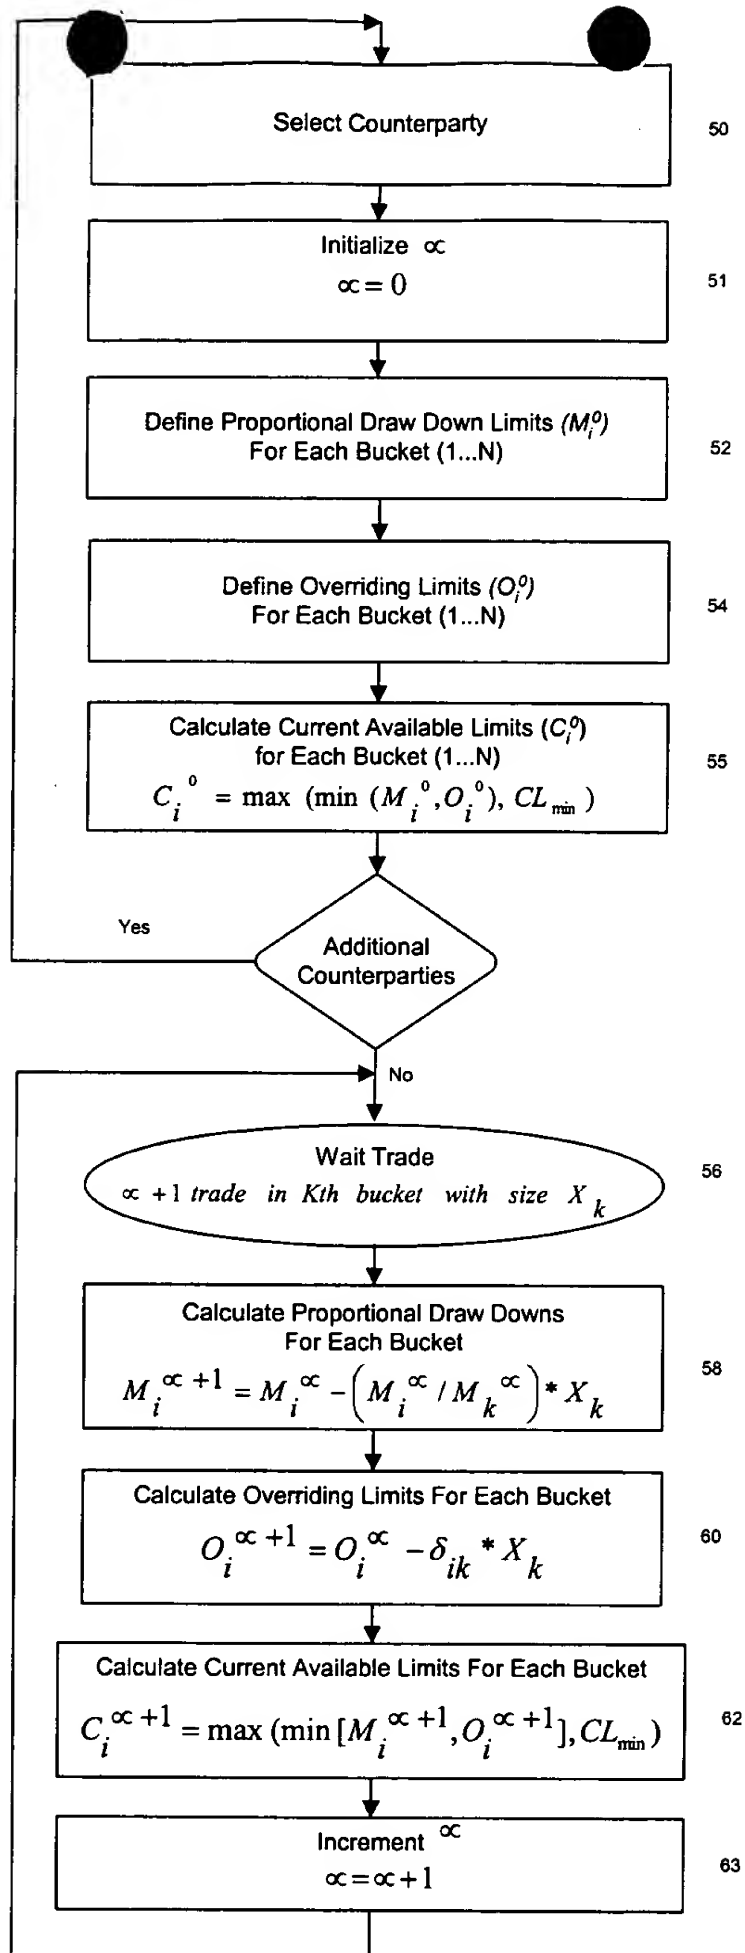 Select Counterparty
50
Initialize ∝
∝ = 0
51
Define Proportional Draw Down Limits (M_i^0)
For Each Bucket (1...N)
52
Define Overriding Limits (O_i^0)
For Each Bucket (1...N)
54
Calculate Current Available Limits (C_i^0)
for Each Bucket (1...N)
C_i^0 = max (min (M_i^0, O_i^0), CL_min)
55
Yes
Additional
Counterparties
No
Wait Trade
∝ +1 trade in Kth bucket with size X_k
56
Calculate Proportional Draw Downs
For Each Bucket
M_i^{∝+1} = M_i^∝ - (M_i^∝ / M_k^∝) * X_k
58
Calculate Overriding Limits For Each Bucket
O_i^{∝+1} = O_i^∝ - δ_{ik} * X_k
60
Calculate Current Available Limits For Each Bucket
C_i^{∝+1} = max (min [M_i^{∝+1}, O_i^{∝+1}], CL_min)
62
Increment ∝
∝ = ∝ + 1
63